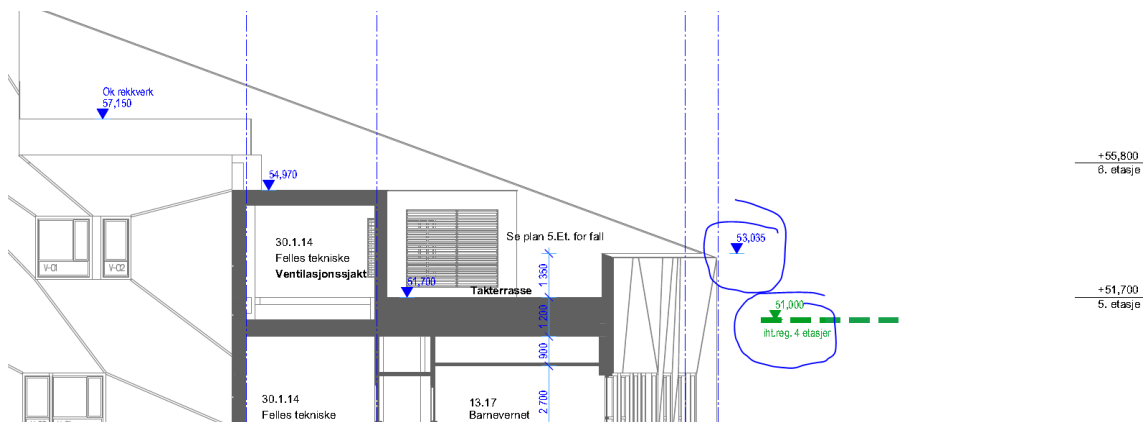 Ok rekkverk
57,150
+55,800
6. etasje
54,970
30.1.14
Felles tekniske
Ventilasjonssjakt
Se plan 5.Et. for fall
53,035
V-01
V-02
1 350
51,700
Takterrasse
+51,700
5. etasje
51,000
iht.reg. 4 etasjer
1 200
900
30.1.14
Felles tekniske
13.17
Barnevernet
2 700